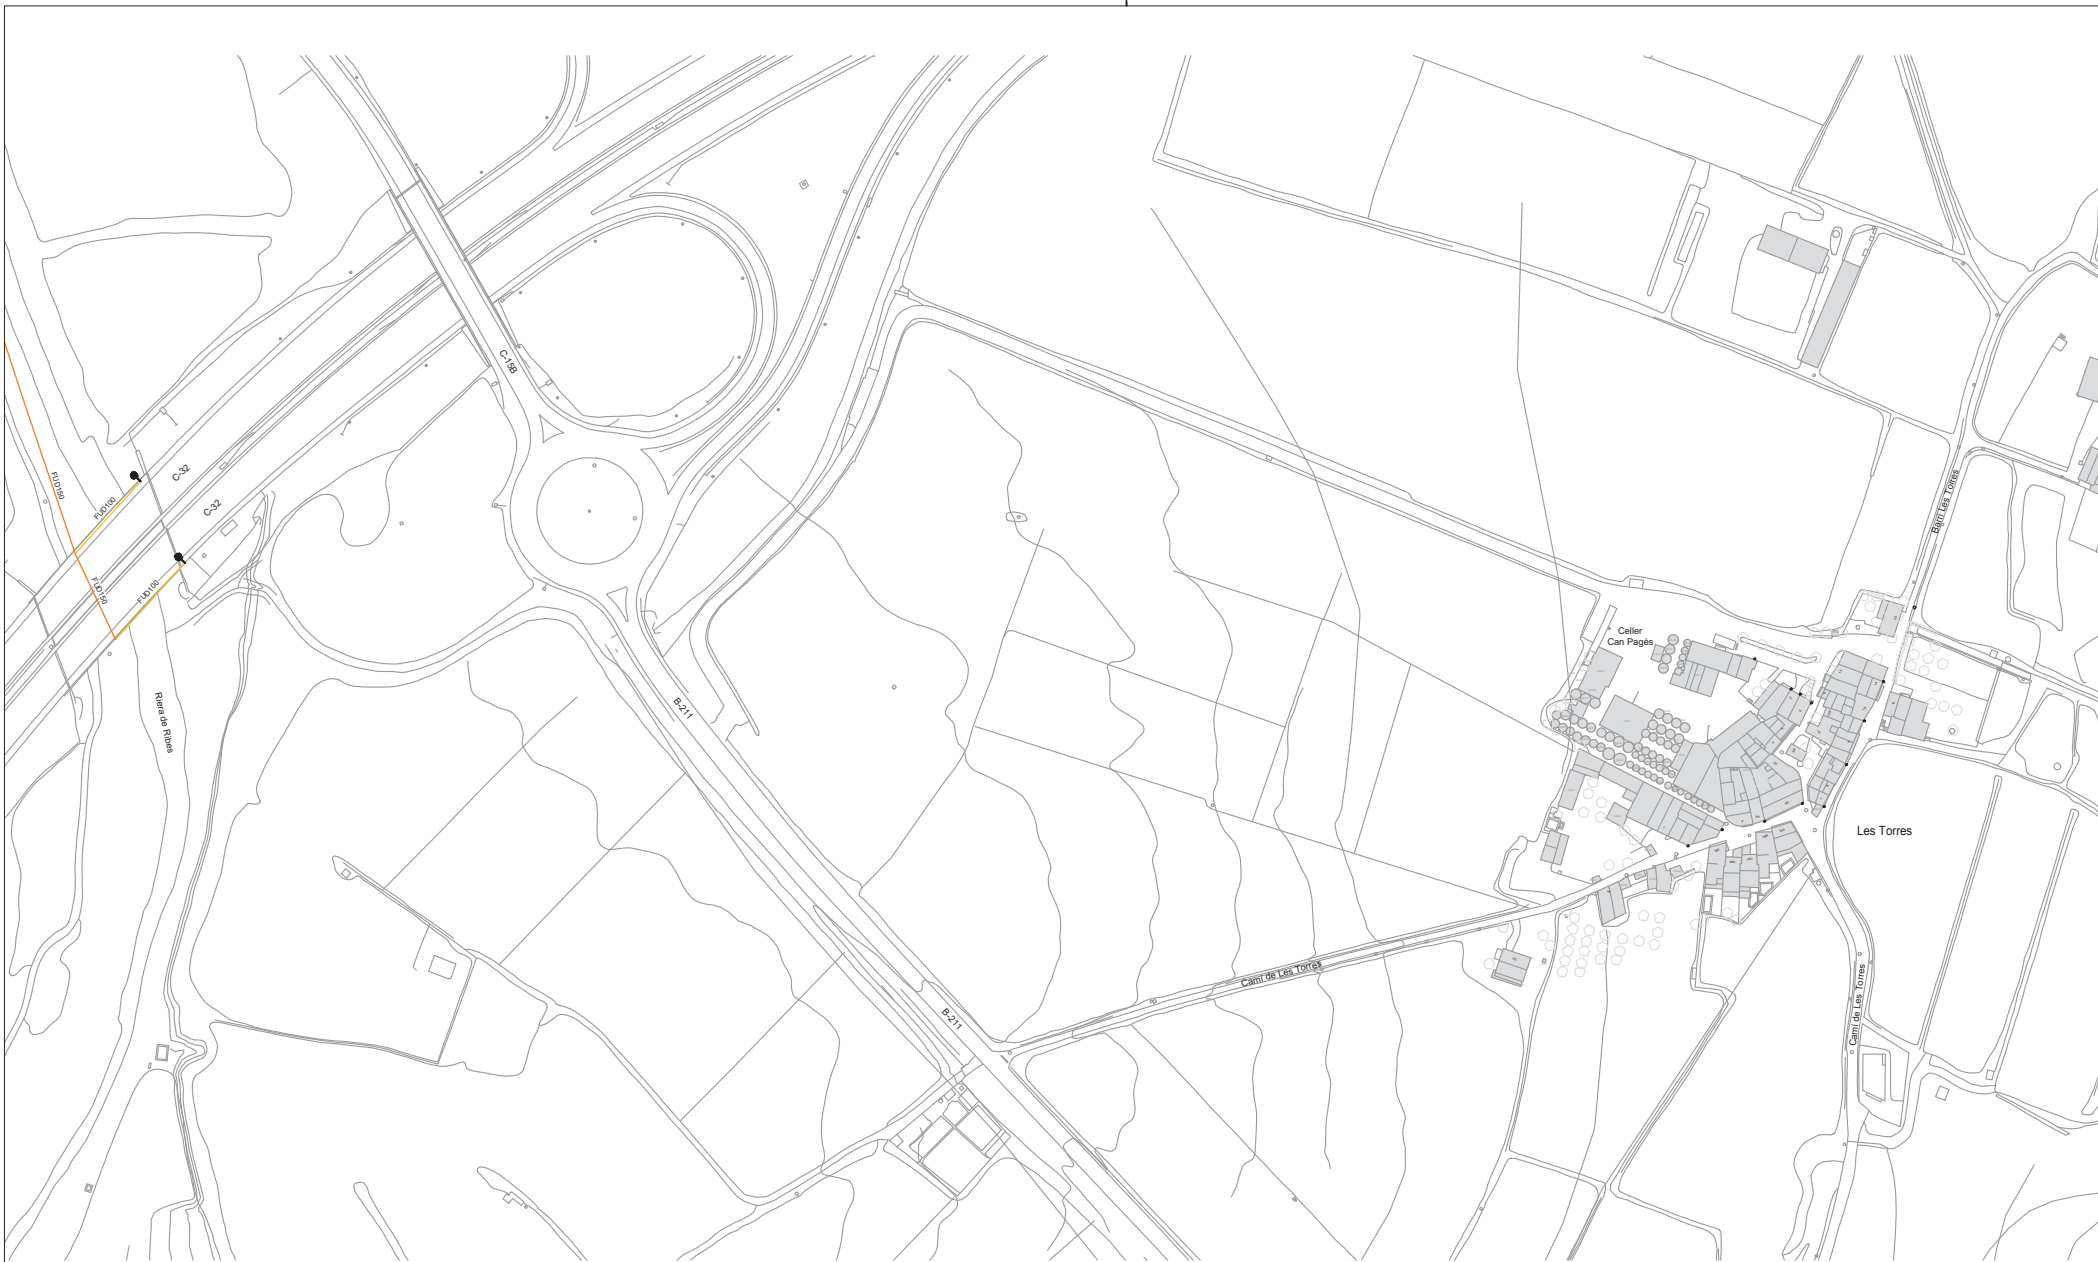 C-15B
C-32
C-32
FUD150
FUD100
FUD150
FUD100
Barri Les Torres
Celler
Can Pagès
Riera de Ribes
B-211
Les Torres
Camí de Les Torres
B-211
Camí de Les Torres